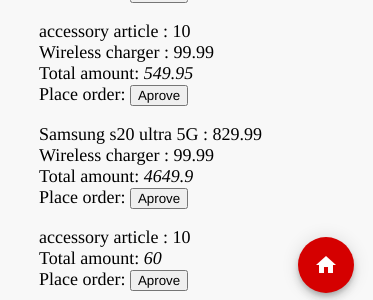 accessory article : 10
Wireless charger : 99.99
Total amount: 549.95
Place order: Aprove
Samsung s20 ultra 5G : 829.99
Wireless charger : 99.99
Total amount: 4649.9
Place order: Aprove
accessory article : 10
Total amount: 60
Place order: Aprove